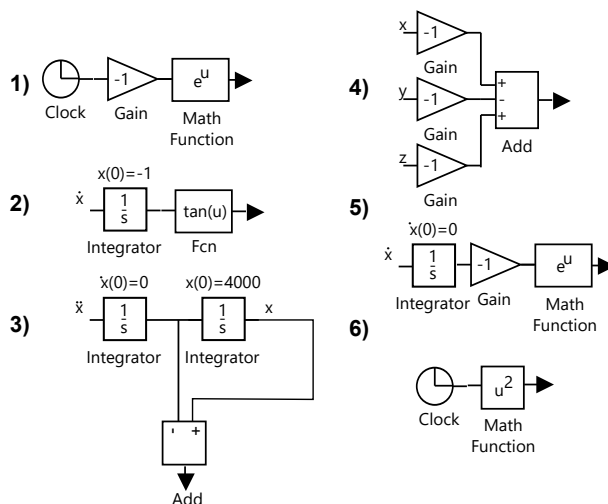 1)
-1
e^u
Clock
Gain
Math
Function
2)
x(0)=-1
ẋ
1
s
tan(u)
Integrator
Fcn
3)
ẋ(0)=0
x(0)=4000
ẍ
1
s
1
s
x
Integrator
Integrator
- +
Add
4)
x
-1
Gain
y
-1
Gain
z
-1
Gain
+
-
+
Add
5)
ẋ(0)=0
ẋ
1
s
-1
e^u
Integrator
Gain
Math
Function
6)
u^2
Clock
Math
Function